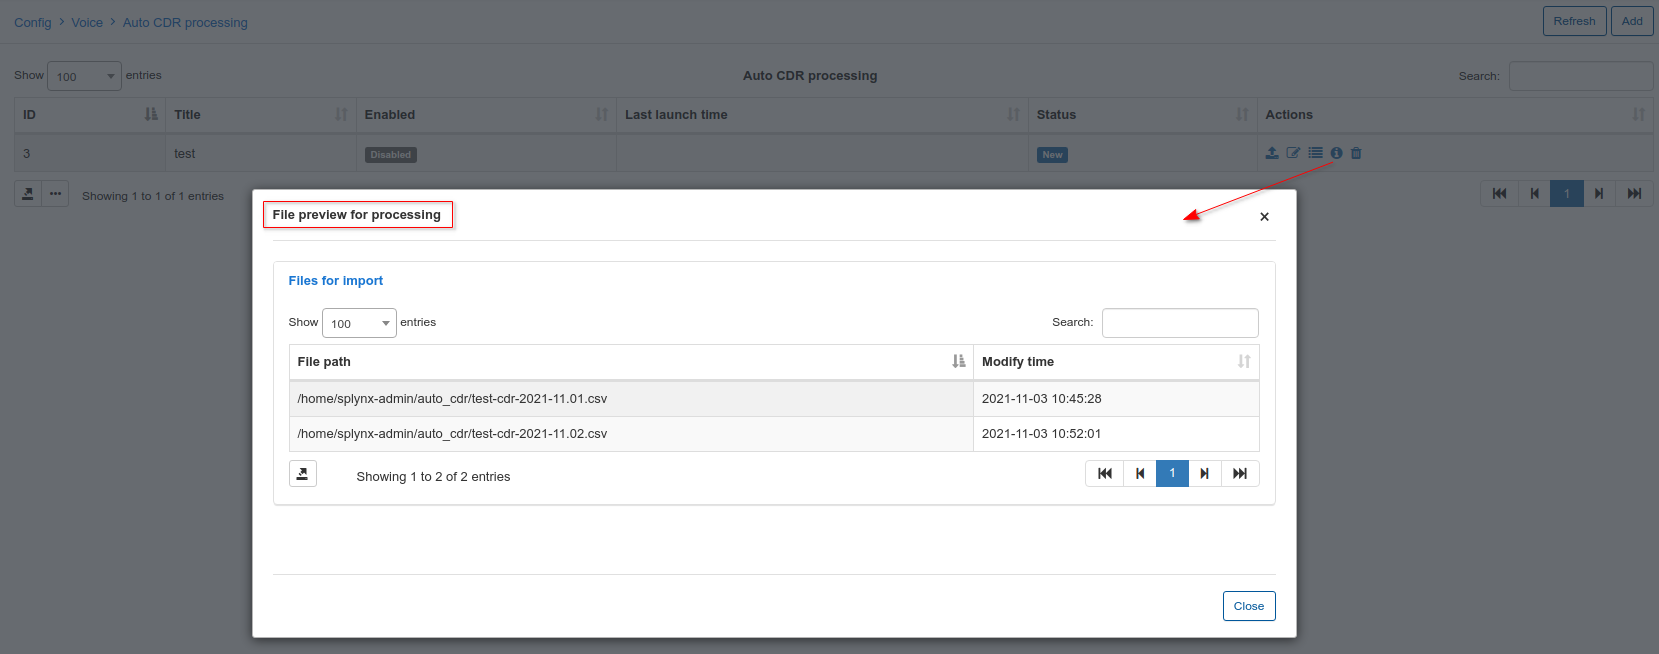 Config > Voice > Auto CDR processing
Refresh
Add
Show 100 entries
Auto CDR processing
Search:
ID Title Enabled Last launch time Status Actions
3 test Disabled New
Showing 1 to 1 of 1 entries
1
File preview for processing
×
Files for import
Show 100 entries
Search:
File path Modify time
/home/splynx-admin/auto_cdr/test-cdr-2021-11.01.csv 2021-11-03 10:45:28
/home/splynx-admin/auto_cdr/test-cdr-2021-11.02.csv 2021-11-03 10:52:01
Showing 1 to 2 of 2 entries
1
Close